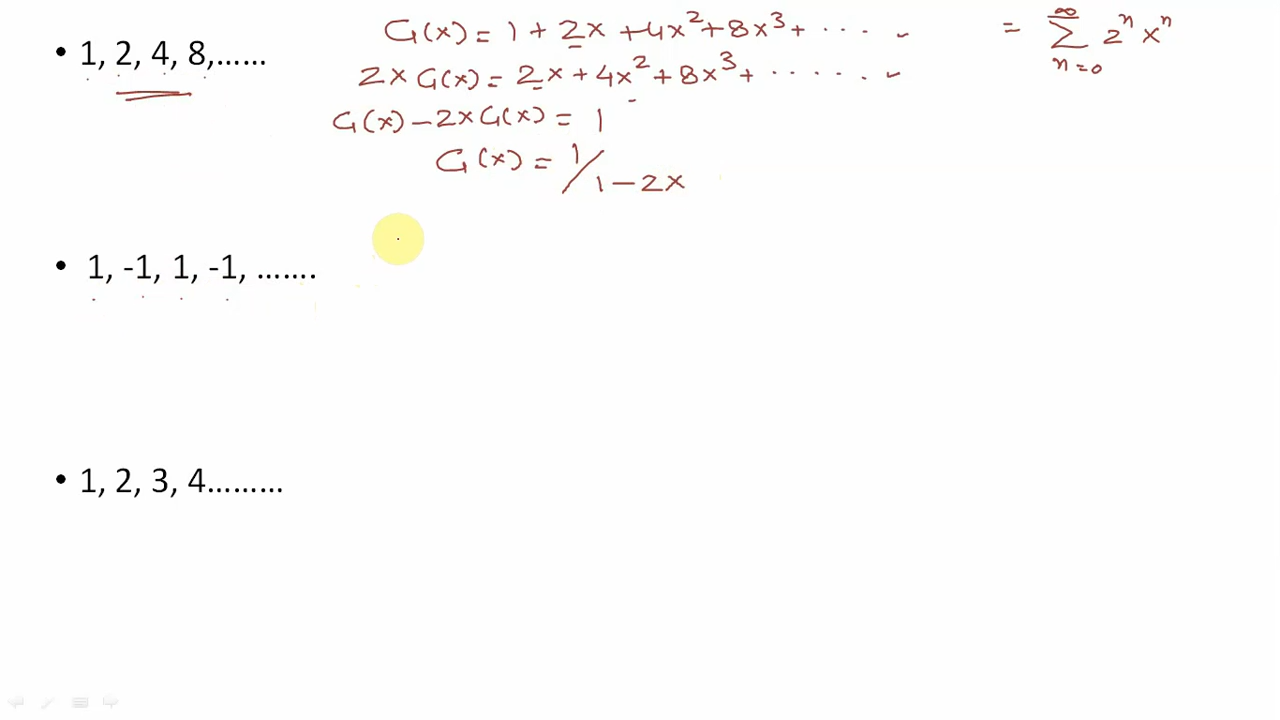 • 1, 2, 4, 8,......
G(x) = 1 + 2x + 4x² + 8x³ + ····
= ∞∑n=0 2ⁿ xⁿ
2x G(x) = 2x + 4x² + 8x³ + ······
G(x) – 2x G(x) = 1
G(x) = 1/1–2x
• 1, -1, 1, -1, .......
• 1, 2, 3, 4.........